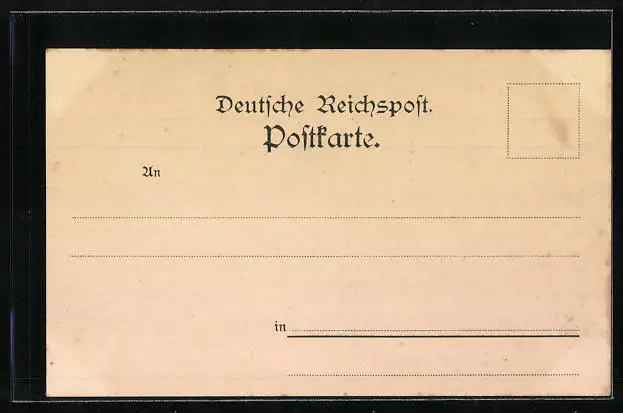 Deutſche Reichspoſt.
Poſtkarte.
An
in